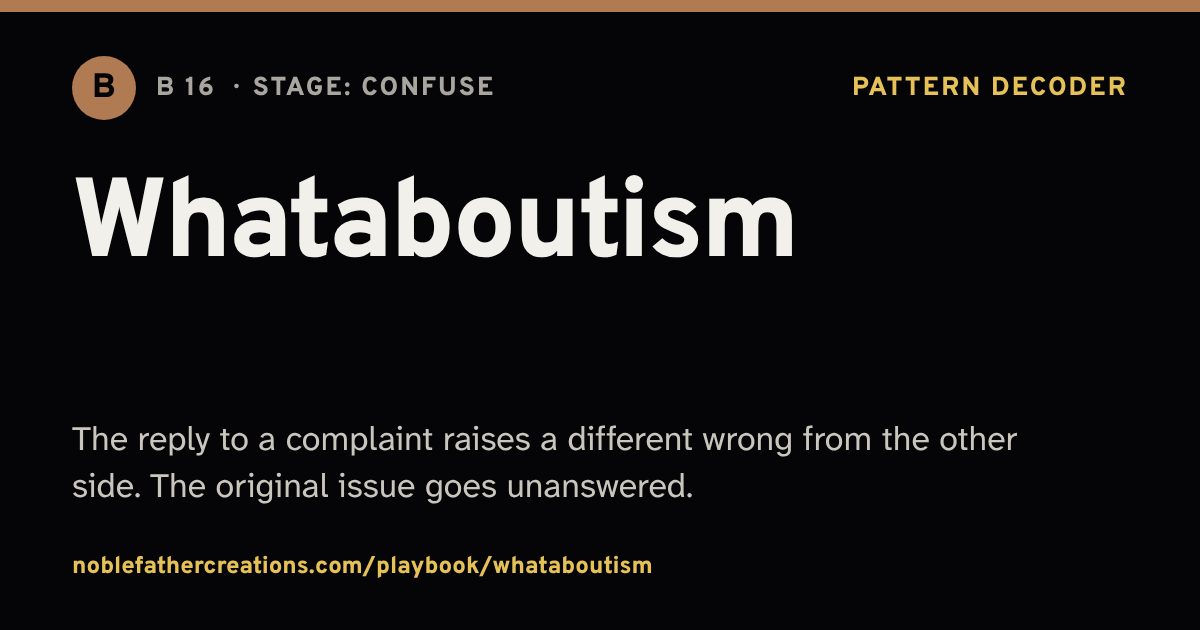 B
B 16 · STAGE: CONFUSE
PATTERN DECODER
Whataboutism
The reply to a complaint raises a different wrong from the other
side. The original issue goes unanswered.
noblefathercreations.com/playbook/whataboutism